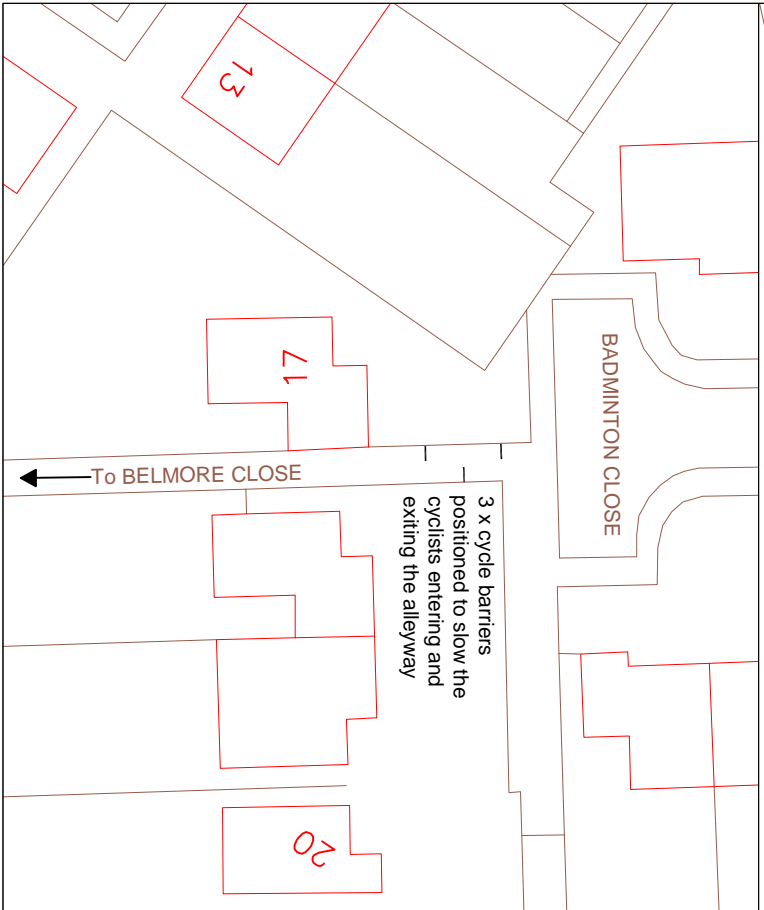 13
17
BADMINTON CLOSE
To BELMORE CLOSE
3 x cycle barriers
positioned to slow the
cyclists entering and
exiting the alleyway
20